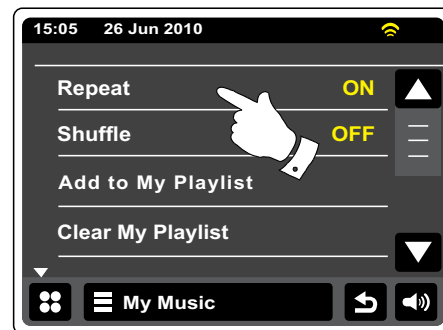 15:05 26 Jun 2010
Repeat ON
Shuffle OFF
Add to My Playlist
Clear My Playlist
My Music